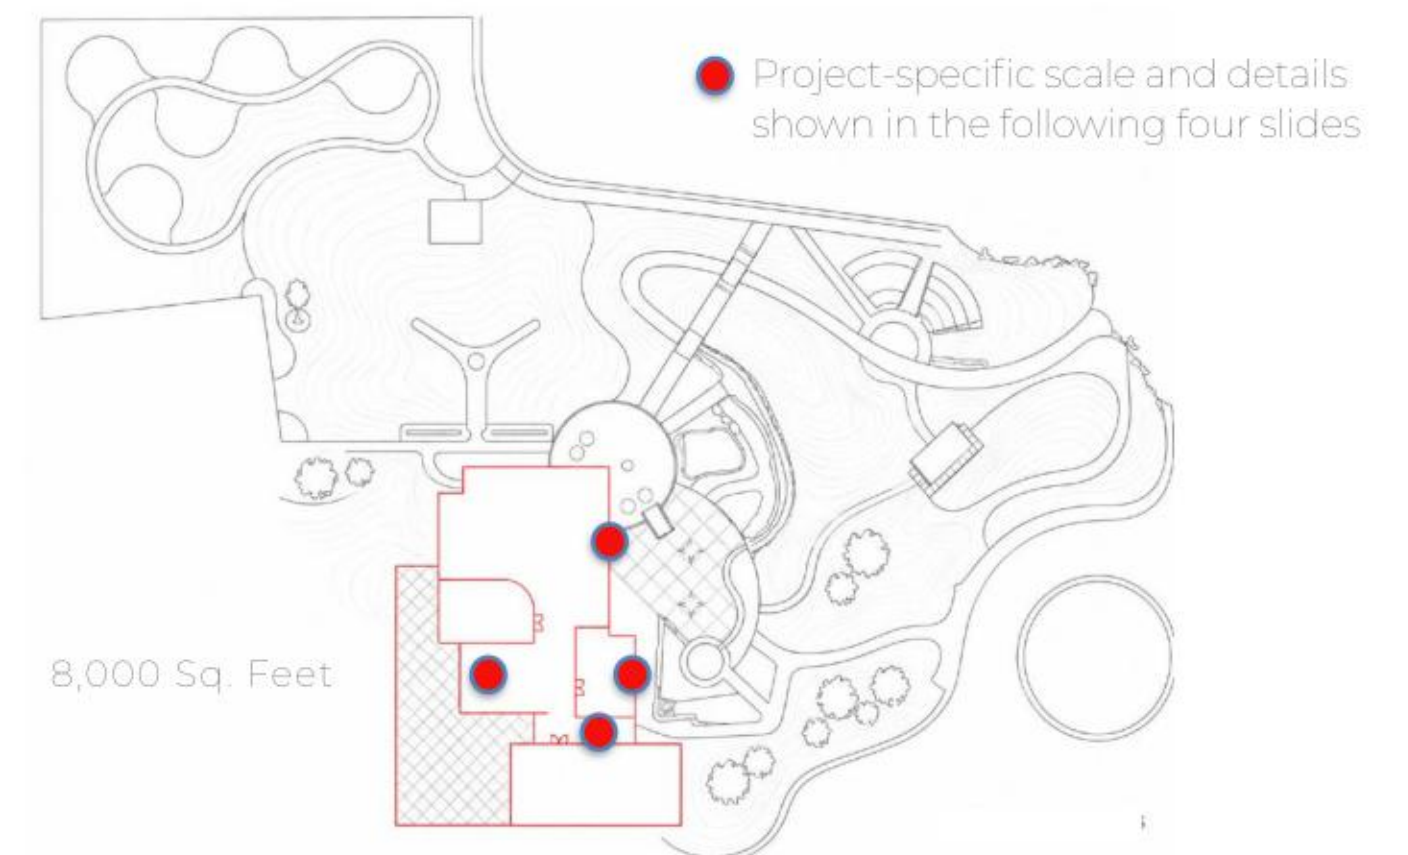 Project-specific scale and details
shown in the following four slides
8,000 Sq. Feet